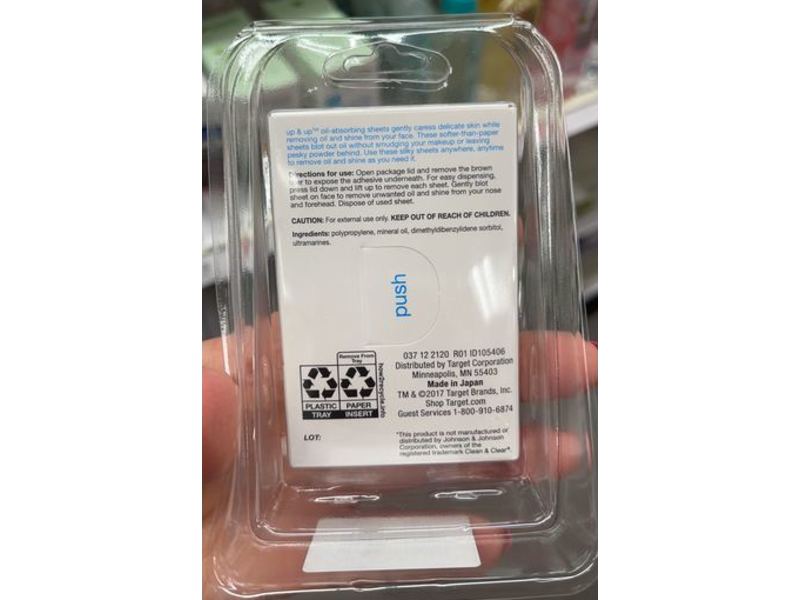 up & up™ oil-absorbing sheets gently caress delicate skin while
removing oil and shine from your face. These softer-than-paper
sheets blot out oil without smudging your makeup or leaving
pesky powder behind. Use these silky sheets anywhere, anytime
to remove oil and shine as you need it.
Directions for use: Open package lid and remove the brown
liner to expose the adhesive underneath. For easy dispensing,
press lid down and lift up to remove each sheet. Gently blot
sheet on face to remove unwanted oil and shine from your nose
and forehead. Dispose of used sheet.
CAUTION: For external use only. KEEP OUT OF REACH OF CHILDREN.
Ingredients: polypropylene, mineral oil, dimethyldibenzylidene sorbitol,
ultramarines.
push
Remove From
Tray
PLASTIC
TRAY
PAPER
INSERT
how2recycle.info
LOT:
037 12 2120 R01 ID105406
Distributed by Target Corporation
Minneapolis, MN 55403
Made in Japan
TM & ©2017 Target Brands, Inc.
Shop Target.com
Guest Services 1-800-910-6874
*This product is not manufactured or
distributed by Johnson & Johnson
Corporation, owners of the
registered trademark Clean & Clear®.